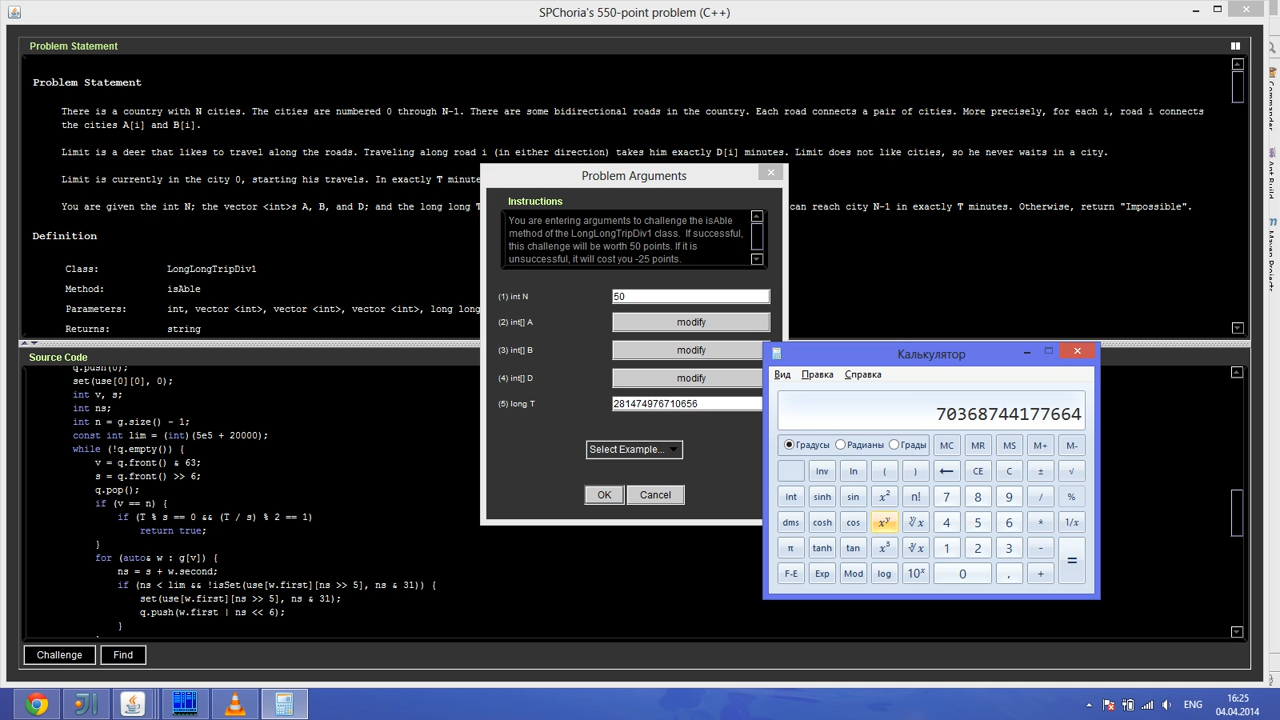 SPChoria's 550-point problem (C++)
Problem Statement
Problem Statement
There is a country with N cities. The cities are numbered 0 through N-1. There are some bidirectional roads in the country. Each road connects a pair of cities. More precisely, for each i, road i connects
the cities A[i] and B[i].
Limit is a deer that likes to travel along the roads. Traveling along road i (in either direction) takes him exactly D[i] minutes. Limit does not like cities, so he never waits in a city.
Limit is currently in the city 0, starting his travels. In exactly T minute
You are given the int N; the vector <int>s A, B, and D; and the long long T
can reach city N-1 in exactly T minutes. Otherwise, return "Impossible".
Definition
Class: LongLongTripDiv1
Method: isAble
Parameters: int, vector <int>, vector <int>, vector <int>, long long
Returns: string
Problem Arguments
Instructions
You are entering arguments to challenge the isAble
method of the LongLongTripDiv1 class. If successful,
this challenge will be worth 50 points. If it is
unsuccessful, it will cost you -25 points.
(1) int N 50
(2) int[] A modify
(3) int[] B modify
(4) int[] D modify
(5) long T 281474976710656
Select Example...
OK Cancel
Source Code
q.push(0);
set(use[0][0], 0);
int v, s;
int ns;
int n = g.size() - 1;
const int lim = (int)(5e5 + 20000);
while (!q.empty()) {
v = q.front() & 63;
s = q.front() >> 6;
q.pop();
if (v == n) {
if (T % s == 0 && (T / s) % 2 == 1)
return true;
}
for (auto& w : g[v]) {
ns = s + w.second;
if (ns < lim && !isSet(use[w.first][ns >> 5], ns & 31)) {
set(use[w.first][ns >> 5], ns & 31);
q.push(w.first | ns << 6);
}
Challenge Find
Калькулятор
Вид Правка Справка
70368744177664
Градусы Радианы Грады MC MR MS M+ M-
Inv ln ( ) ← CE C ± √
Int sinh sin x² n! 7 8 9 / %
dms cosh cos xʸ ʸ√x 4 5 6 * 1/x
π tanh tan x³ ³√x 1 2 3 - =
F-E Exp Mod log 10ˣ 0 , +
Commander
Ant Build
m
Maven Projects
ENG
16:25
04.04.2014